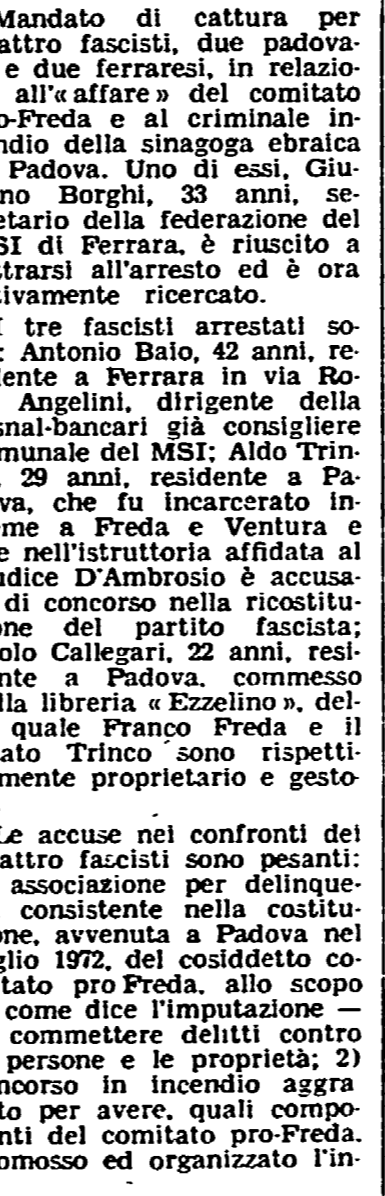 Mandato di cattura per
attro fascisti, due padova-
e due ferraresi, in relazio-
all'« affare » del comitato
o-Freda e al criminale in-
ndio della sinagoga ebraica
Padova. Uno di essi, Giu-
no Borghi, 33 anni, se-
etario della federazione del
SI di Ferrara, è riuscito a
ttrarsi all'arresto ed è ora
tivamente ricercato.
I tre fascisti arrestati so-
: Antonio Baio, 42 anni, re-
dente a Ferrara in via Ro-
Angelini, dirigente della
snal-bancari già consigliere
munale del MSI; Aldo Trin-
, 29 anni, residente a Pa-
va, che fu incarcerato in-
eme a Freda e Ventura e
e nell'istruttoria affidata al
udice D'Ambrosio è accusa-
di concorso nella ricostitu-
one del partito fascista;
olo Callegari, 22 anni, resi-
nte a Padova, commesso
lla libreria « Ezzelino », del-
quale Franco Freda e il
ato Trinco sono rispetti-
mente proprietario e gesto-
Le accuse nei confronti dei
attro fascisti sono pesanti:
associazione per delinque-
consistente nella costitu-
one, avvenuta a Padova nel
glio 1972, del cosiddetto co-
tato pro Freda, allo scopo
come dice l'imputazione —
commettere delitti contro
persone e le proprietà; 2)
ncorso in incendio aggra
to per avere, quali compo-
nti del comitato pro-Freda,
omosso ed organizzato l'in-